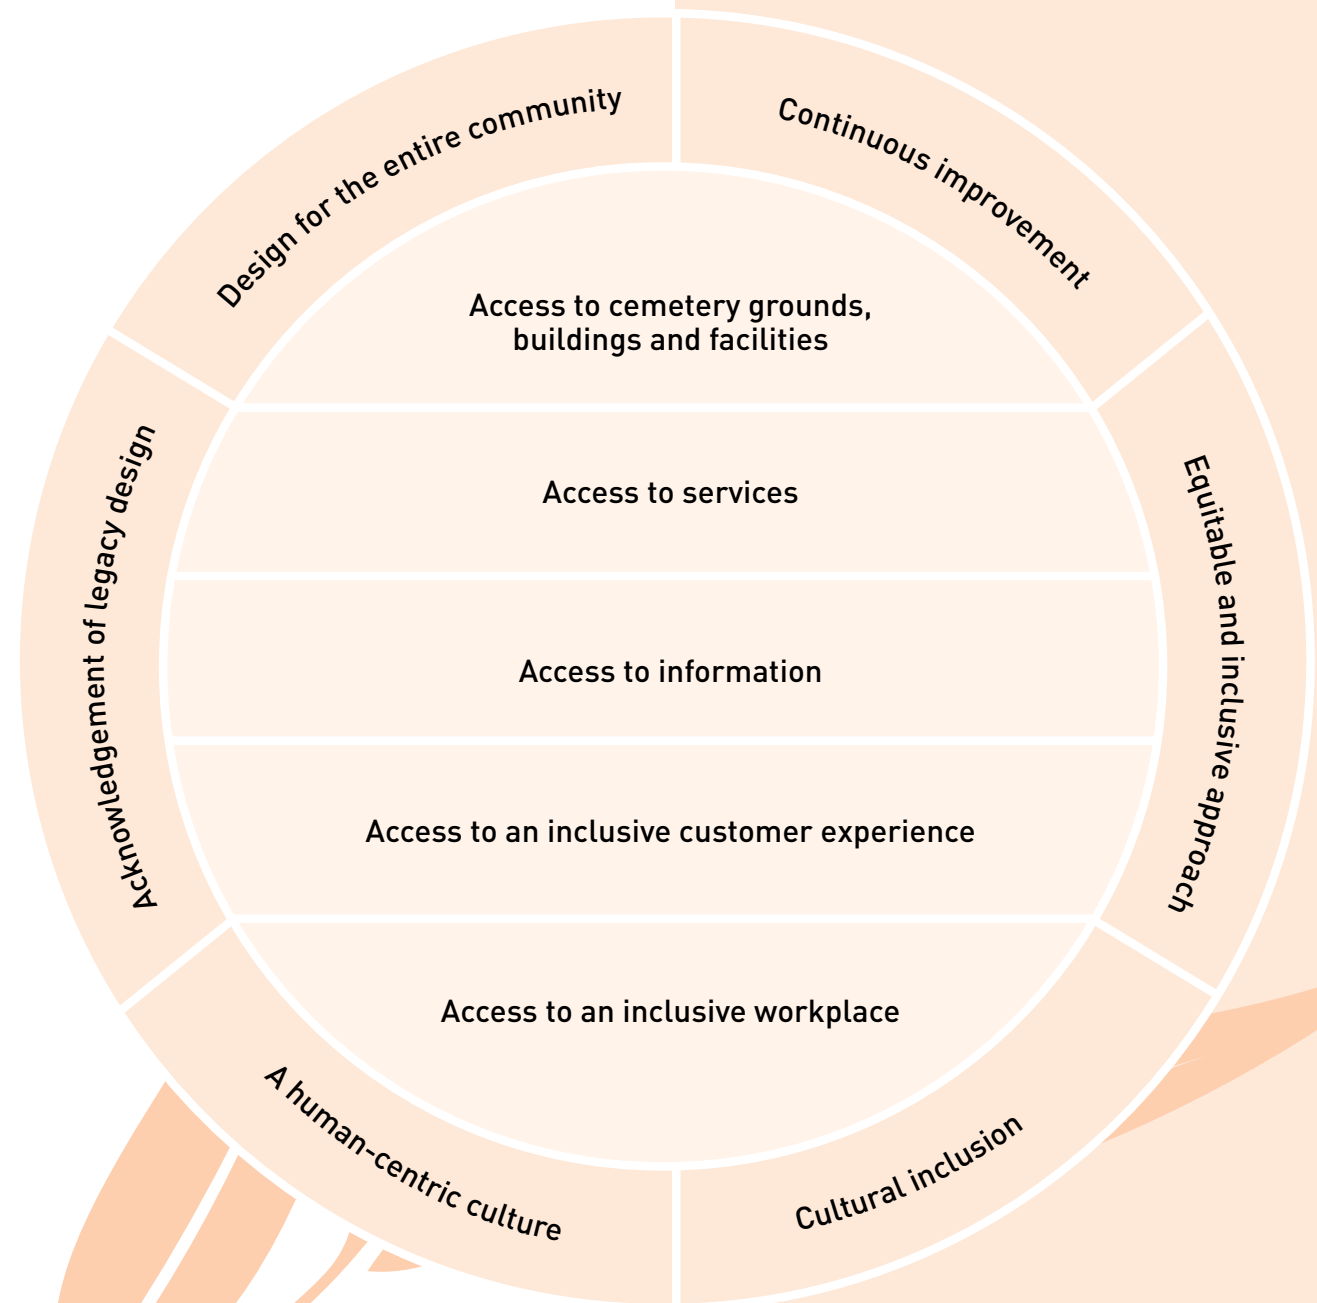 Design for the entire community
Continuous improvement
Equitable and inclusive approach
Cultural inclusion
A human-centric culture
Acknowledgement of legacy design
Access to cemetery grounds,
buildings and facilities
Access to services
Access to information
Access to an inclusive customer experience
Access to an inclusive workplace